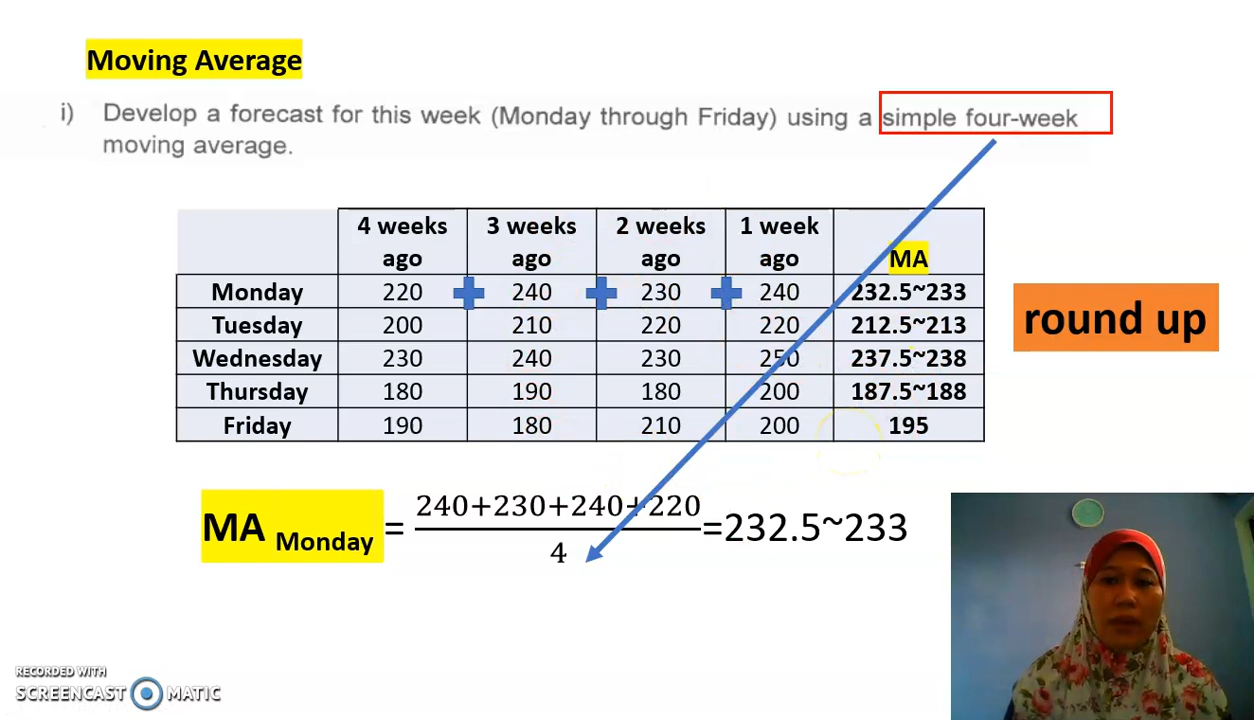 Moving Average
i) Develop a forecast for this week (Monday through Friday) using a simple four-week
moving average.
4 weeks ago 3 weeks ago 2 weeks ago 1 week ago MA
Monday 220 240 230 240 232.5~233
Tuesday 200 210 220 220 212.5~213
Wednesday 230 240 230 250 237.5~238
Thursday 180 190 180 200 187.5~188
Friday 190 180 210 200 195
round up
MA Monday = 240+230+240+220 / 4 =232.5~233
RECORDED WITH
SCREENCAST MATIC